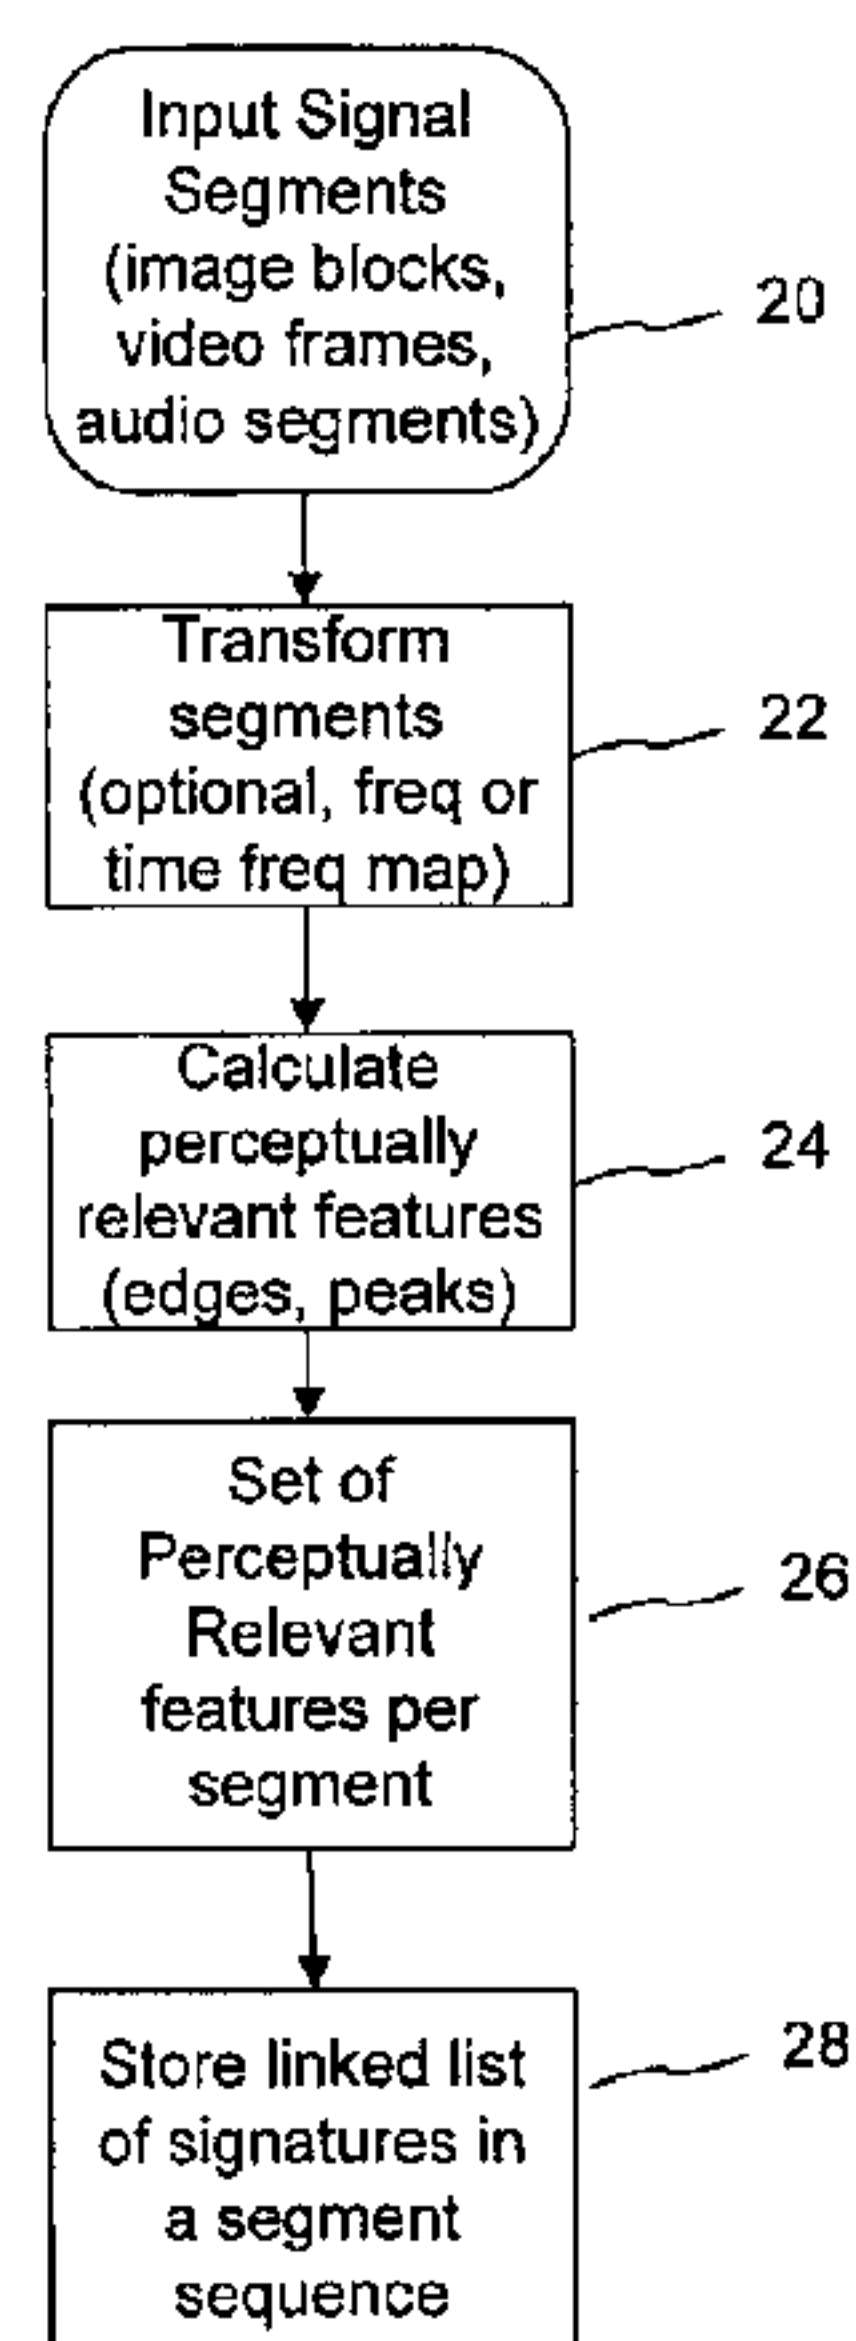 Input Signal
Segments
(image blocks,
video frames,
audio segments)
20
Transform
segments
(optional, freq or
time freq map)
22
Calculate
perceptually
relevant features
(edges, peaks)
24
Set of
Perceptually
Relevant
features per
segment
26
Store linked list
of signatures in
a segment
sequence
28